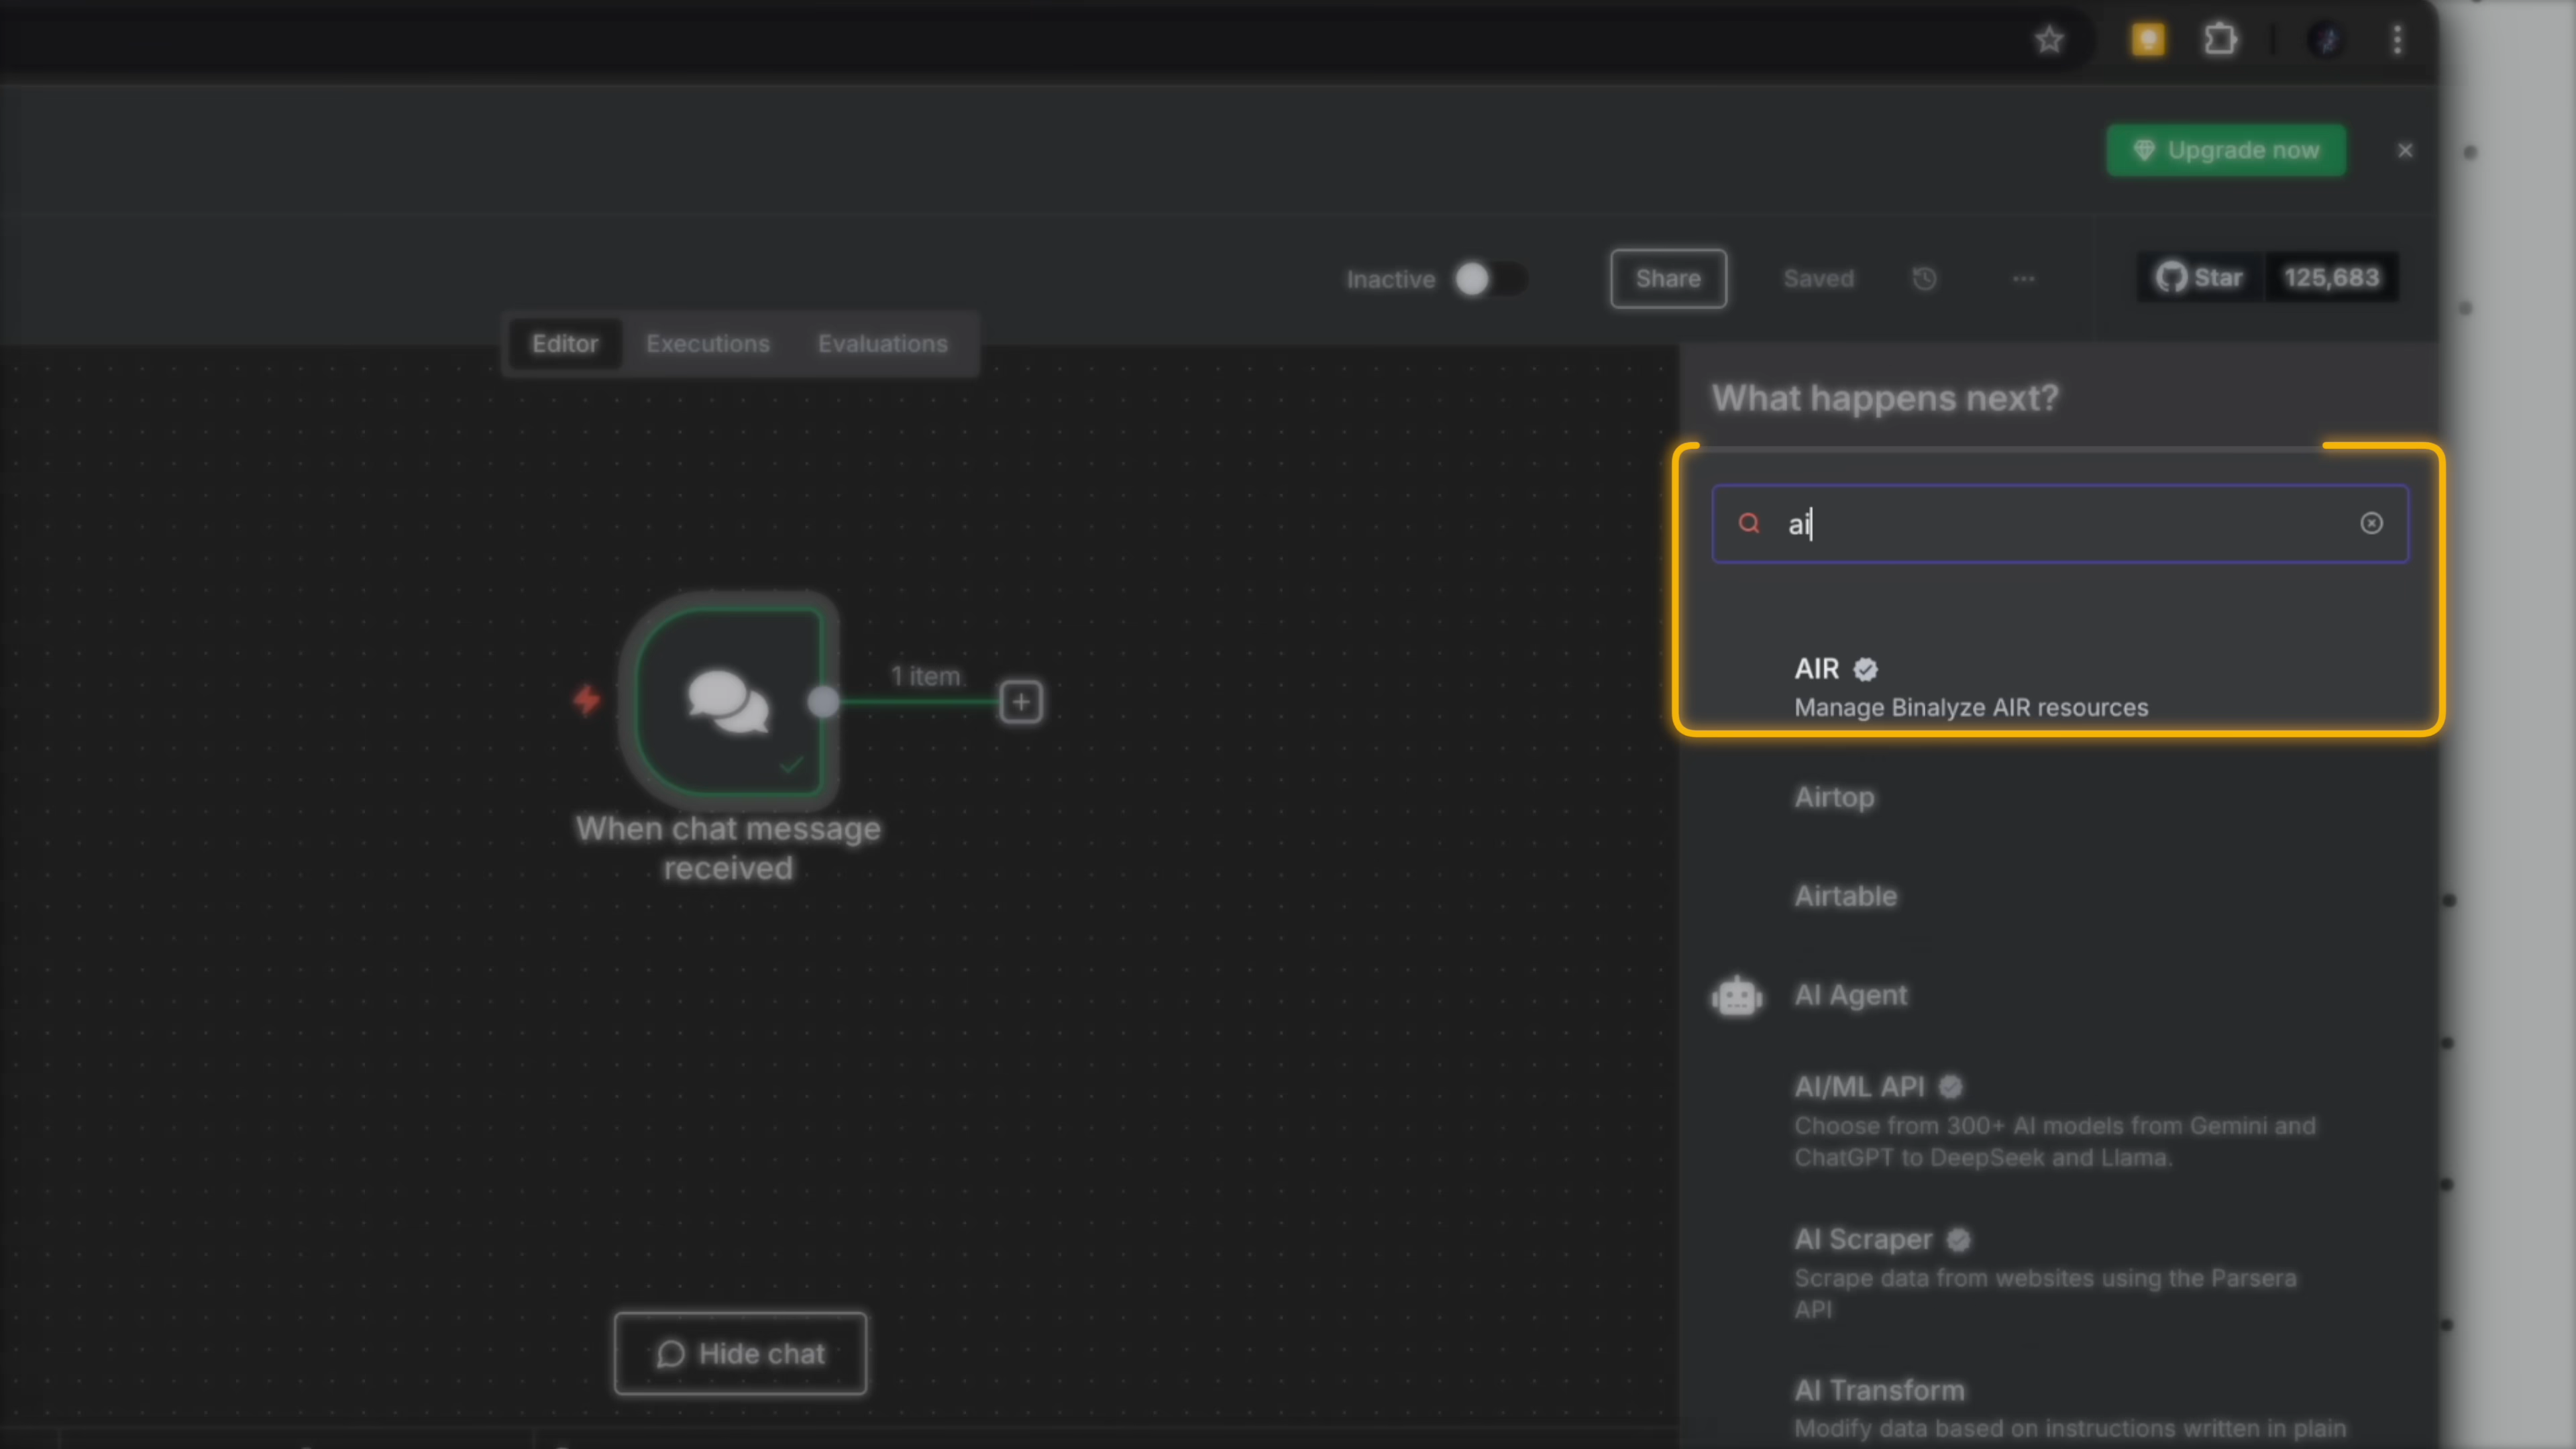 Upgrade now
Inactive
Share
Saved
Star
125,683
Editor
Executions
Evaluations
What happens next?
ai
AIR
Manage Binalyze AIR resources
1 item
When chat message
received
Airtop
Airtable
AI Agent
AI/ML API
Choose from 300+ AI models from Gemini and
ChatGPT to DeepSeek and Llama.
AI Scraper
Scrape data from websites using the Parsera
API
Hide chat
AI Transform
Modify data based on instructions written in plain